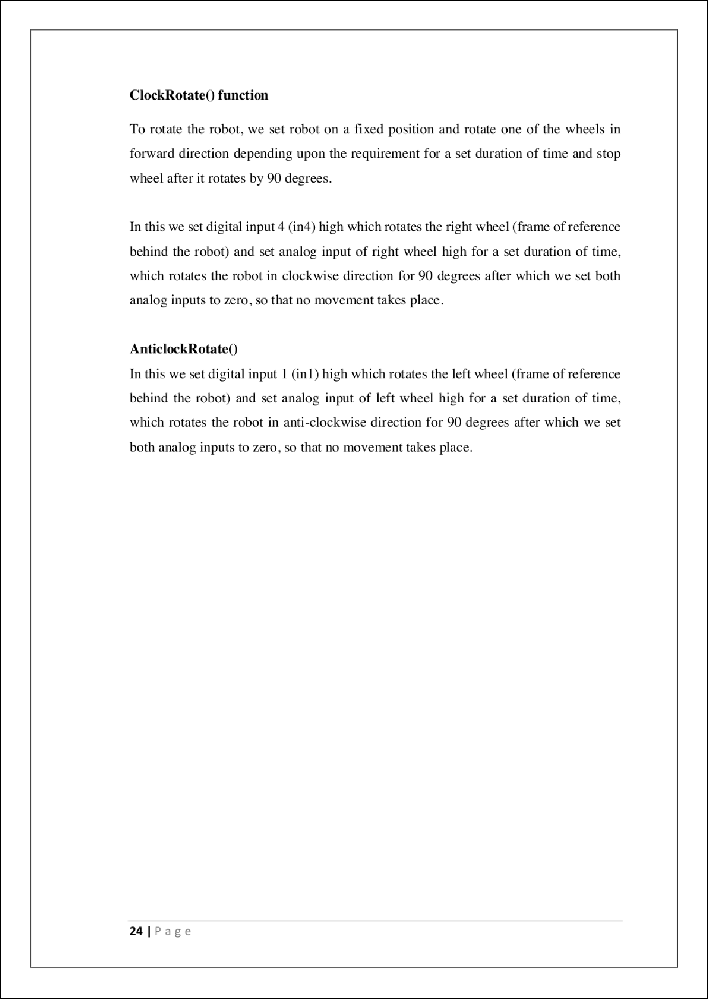 ClockRotate() function
To rotate the robot, we set robot on a fixed position and rotate one of the wheels in
forward direction depending upon the requirement for a set duration of time and stop
wheel after it rotates by 90 degrees.
In this we set digital input 4 (in4) high which rotates the right wheel (frame of reference
behind the robot) and set analog input of right wheel high for a set duration of time,
which rotates the robot in clockwise direction for 90 degrees after which we set both
analog inputs to zero, so that no movement takes place.
AnticlockRotate()
In this we set digital input 1 (in1) high which rotates the left wheel (frame of reference
behind the robot) and set analog input of left wheel high for a set duration of time,
which rotates the robot in anti-clockwise direction for 90 degrees after which we set
both analog inputs to zero, so that no movement takes place.
24 | Page